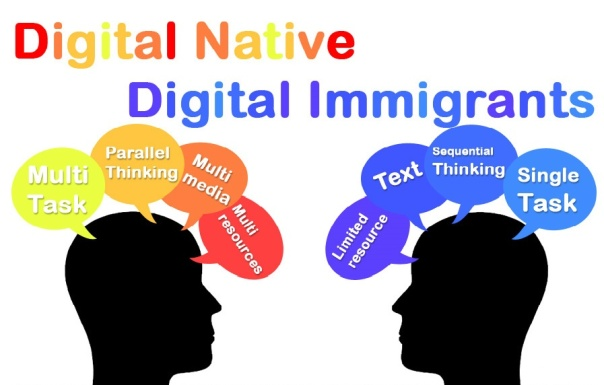 Digital Native
Digital Immigrants
Multi
Task
Parallel
Thinking
Multi
media
Multi
resources
Limited
resource
Text
Sequential
Thinking
Single
Task